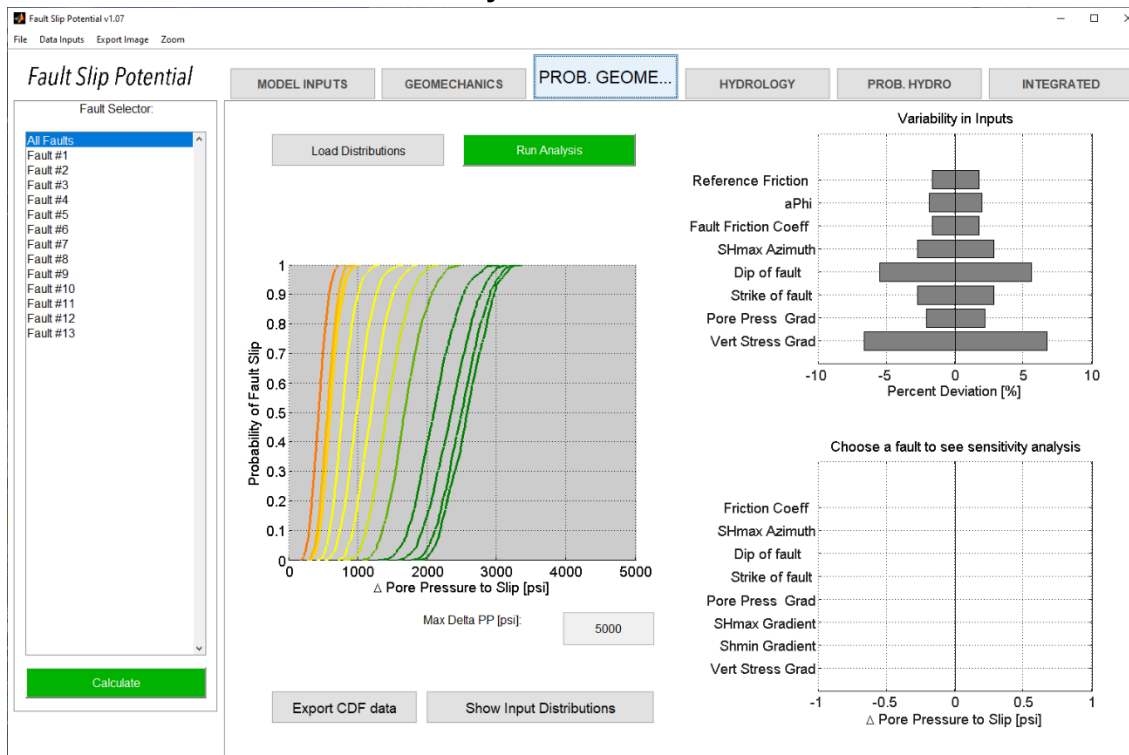 Fault Slip Potential v1.07
File Data Inputs Export Image Zoom
Fault Slip Potential
MODEL INPUTS GEOMECHANICS PROB. GEOME... HYDROLOGY PROB. HYDRO INTEGRATED
Fault Selector:
All Faults
Fault #1
Fault #2
Fault #3
Fault #4
Fault #5
Fault #6
Fault #7
Fault #8
Fault #9
Fault #10
Fault #11
Fault #12
Fault #13
Calculate
Load Distributions Run Analysis
Probability of Fault Slip
1
0.9
0.8
0.7
0.6
0.5
0.4
0.3
0.2
0.1
0
0 1000 2000 3000 4000 5000
Δ Pore Pressure to Slip [psi]
Max Delta PP [psi]: 5000
Export CDF data Show Input Distributions
Variability in Inputs
Reference Friction
aPhi
Fault Friction Coeff
SHmax Azimuth
Dip of fault
Strike of fault
Pore Press Grad
Vert Stress Grad
-10 -5 0 5 10
Percent Deviation [%]
Choose a fault to see sensitivity analysis
Friction Coeff
SHmax Azimuth
Dip of fault
Strike of fault
Pore Press Grad
SHmax Gradient
Shmin Gradient
Vert Stress Grad
-1 -0.5 0 0.5 1
Δ Pore Pressure to Slip [psi]